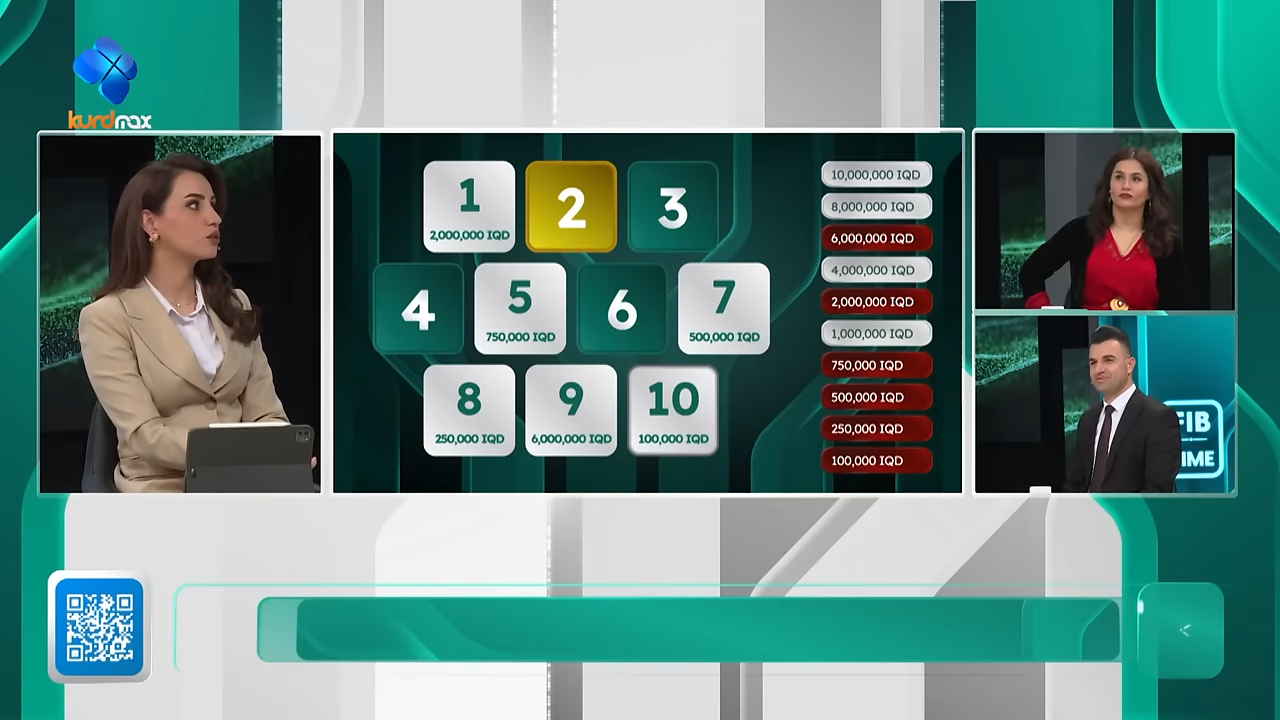 kurdmax
1
2,000,000 IQD
2
3
4
5
750,000 IQD
6
7
500,000 IQD
8
250,000 IQD
9
6,000,000 IQD
10
100,000 IQD
10,000,000 IQD
8,000,000 IQD
6,000,000 IQD
4,000,000 IQD
2,000,000 IQD
1,000,000 IQD
750,000 IQD
500,000 IQD
250,000 IQD
100,000 IQD
FIB
IME